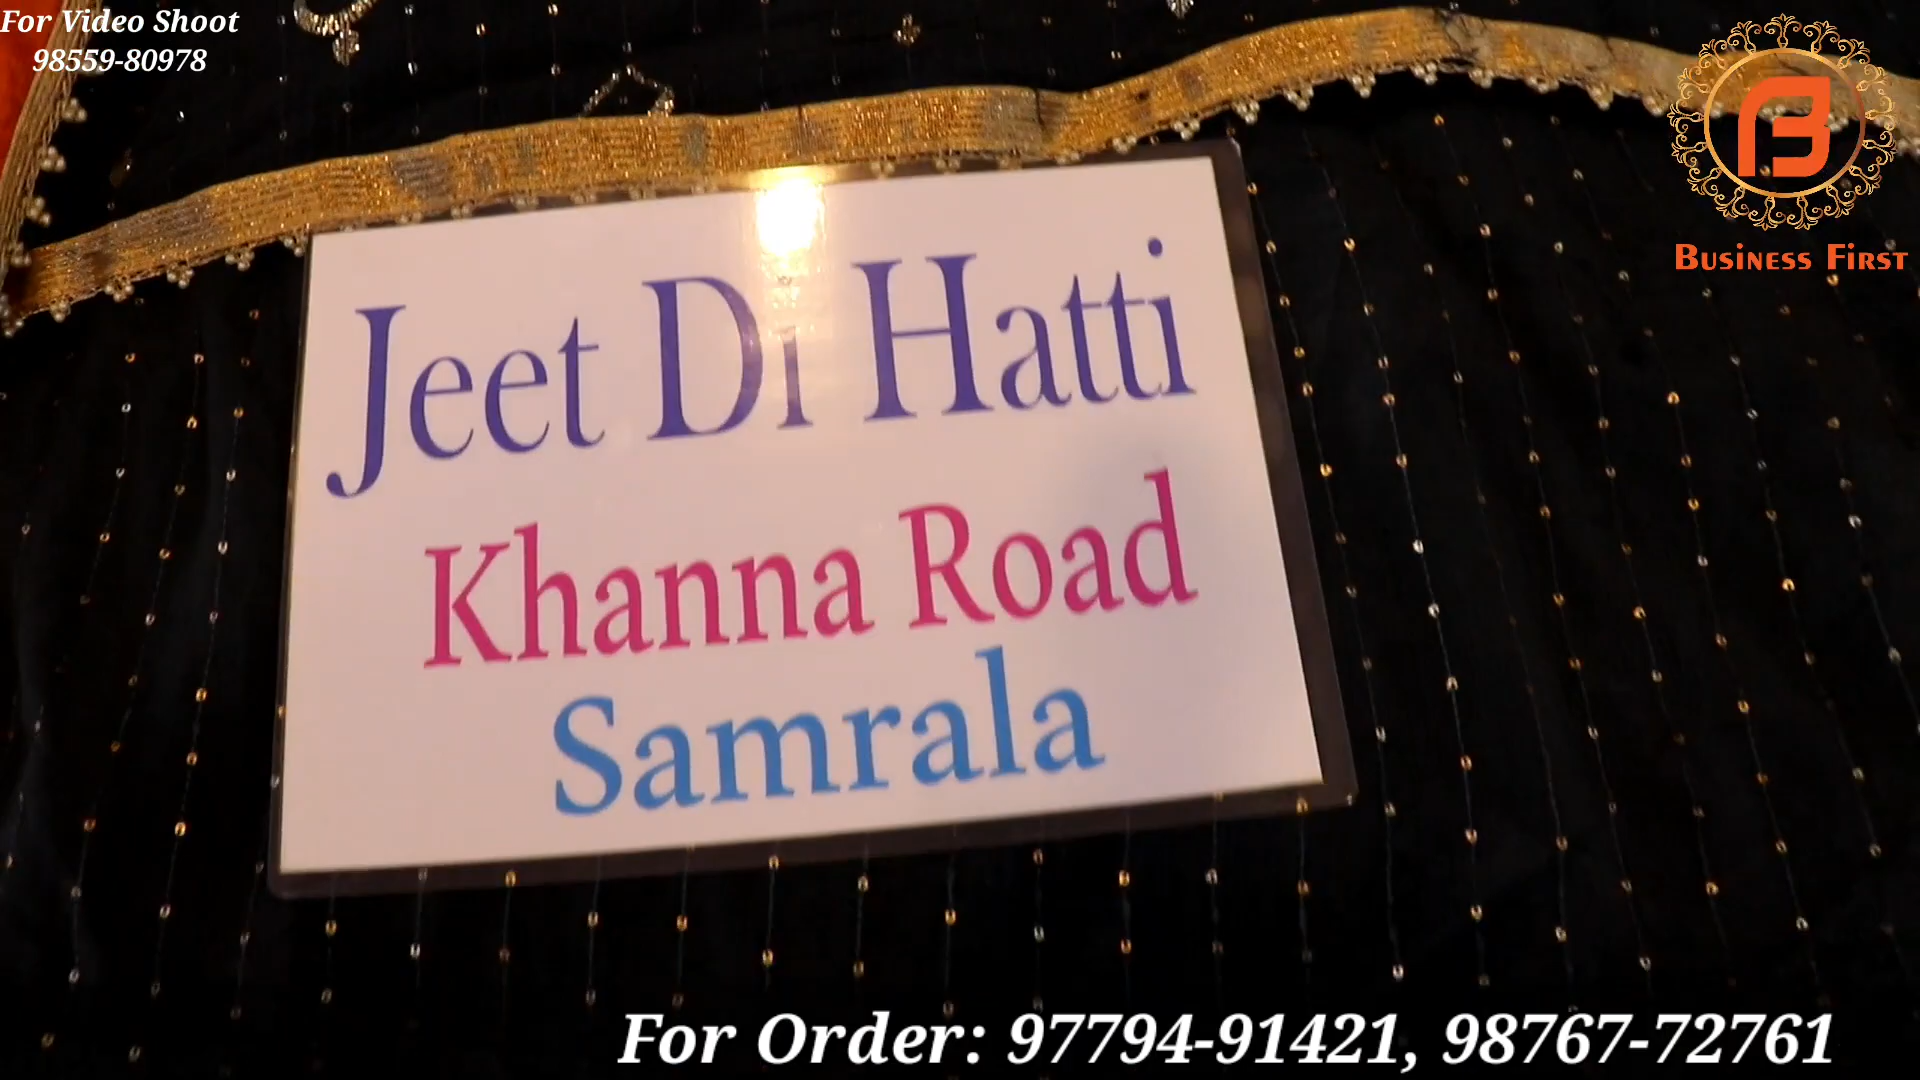 For Video Shoot
98559-80978
B
Business First
Jeet Di Hatti
Khanna Road
Samrala
For Order: 97794-91421, 98767-72761